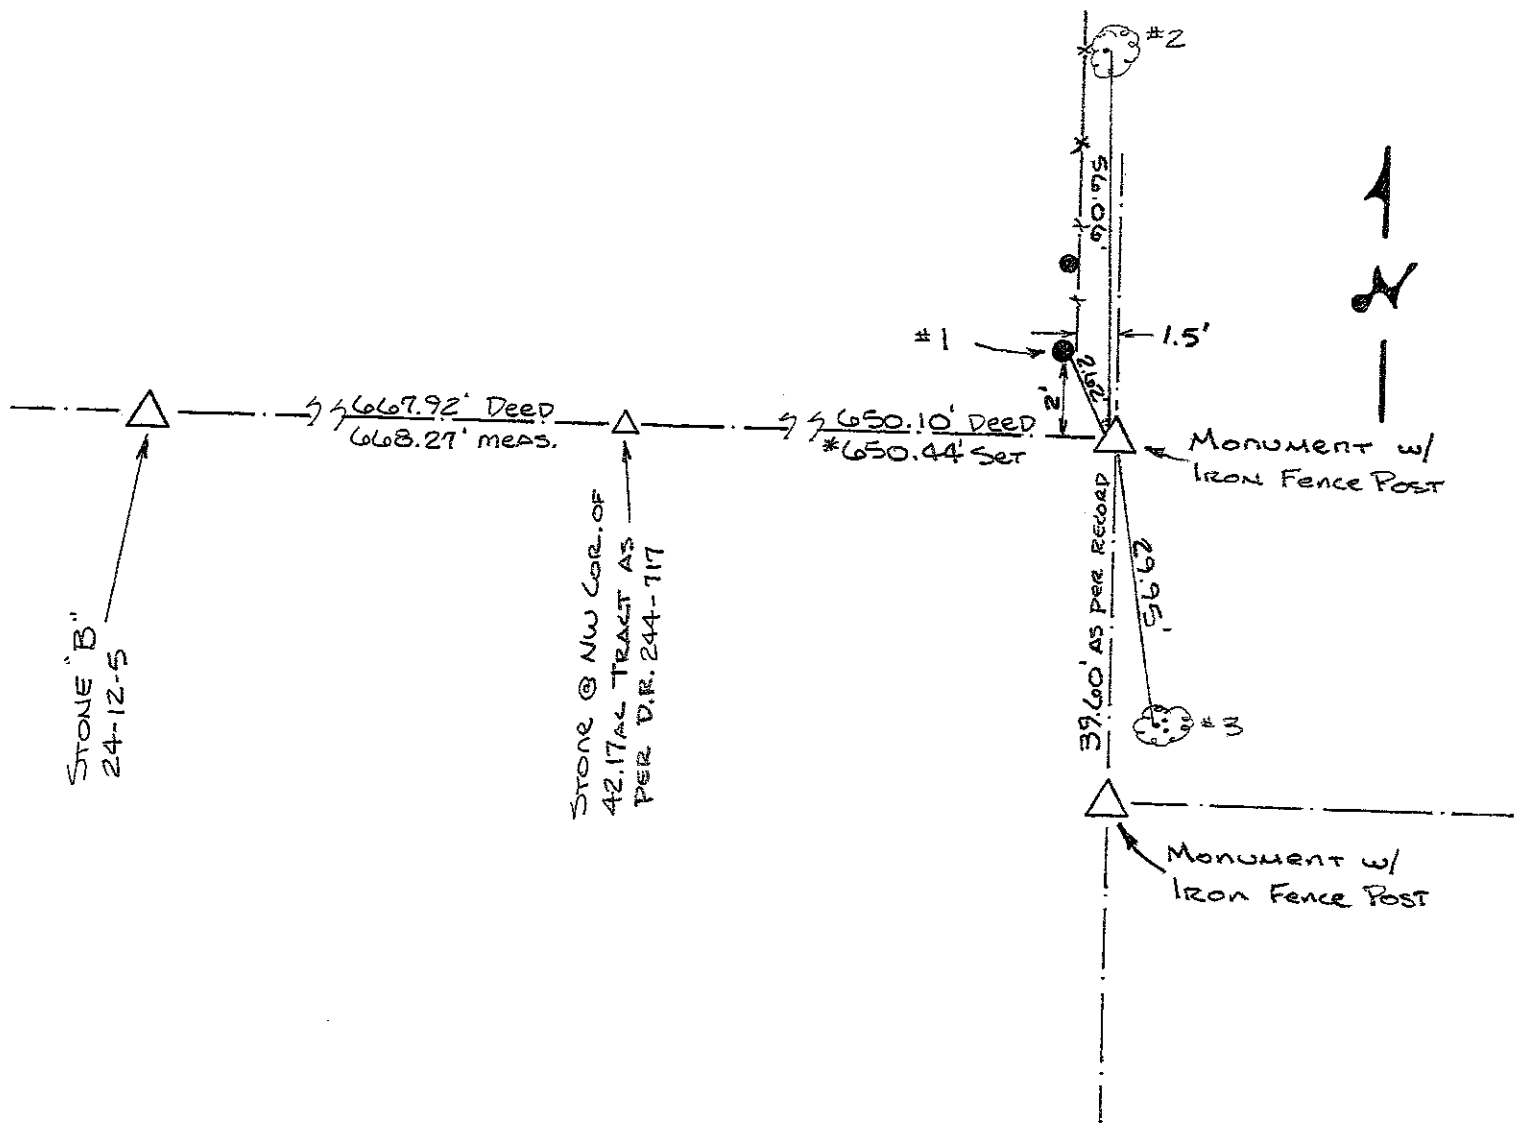 #2
56.06'
N
#1
1.5'
2.62'
2'
667.92' Deed
668.27' meas.
650.10' Deed
*650.44' Set
Monument w/
Iron Fence Post
39.60' AS PER RECORD
29.95'
#3
STONE "B"
24-12-5
STONE @ NW COR. OF
42.17AC TRACT AS
PER D.R. 244-717
Monument w/
Iron Fence Post